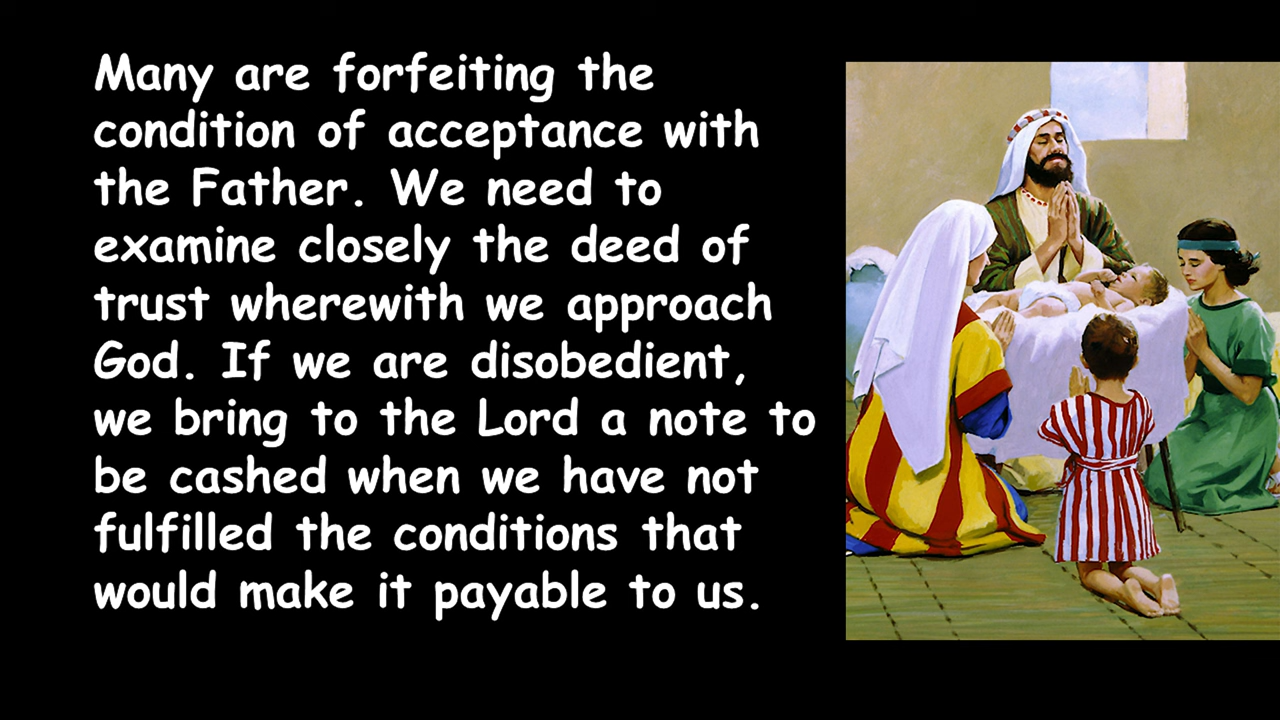 Many are forfeiting the
condition of acceptance with
the Father. We need to
examine closely the deed of
trust wherewith we approach
God. If we are disobedient,
we bring to the Lord a note to
be cashed when we have not
fulfilled the conditions that
would make it payable to us.